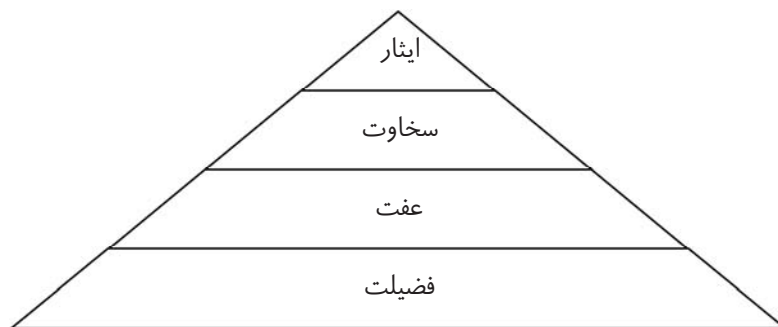 ایثار
سخاوت
عفت
فضیلت